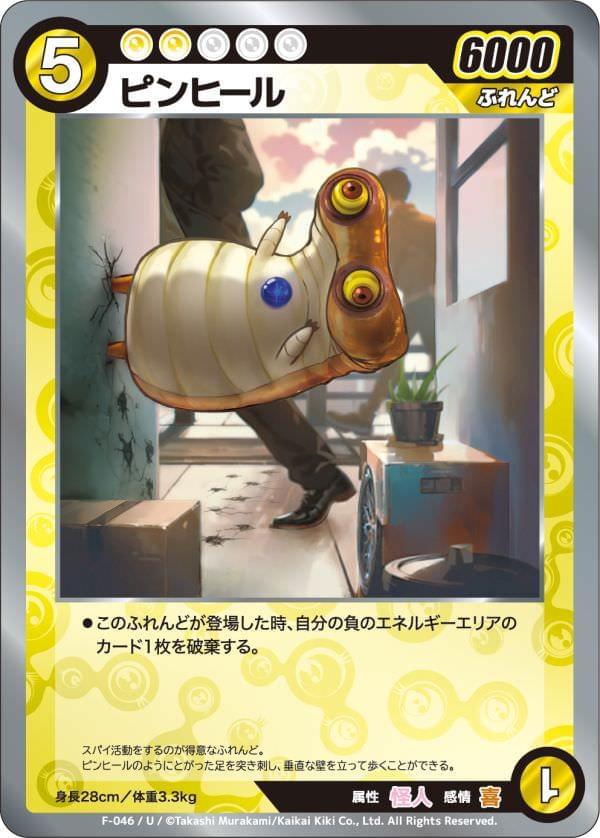 5
6000
ピンヒール
ふれんど
●このふれんどが登場した時、自分の負のエネルギーエリアの
カード1枚を破棄する。
スパイ活動をするのが得意なふれんど。
ピンヒールのようにとがった足を突き刺し、垂直な壁を立って歩くことができる。
身長28cm／体重3.3kg
属性 怪人 感情 喜
F-046 / U / ©Takashi Murakami/Kaikai Kiki Co., Ltd. All Rights Reserved.